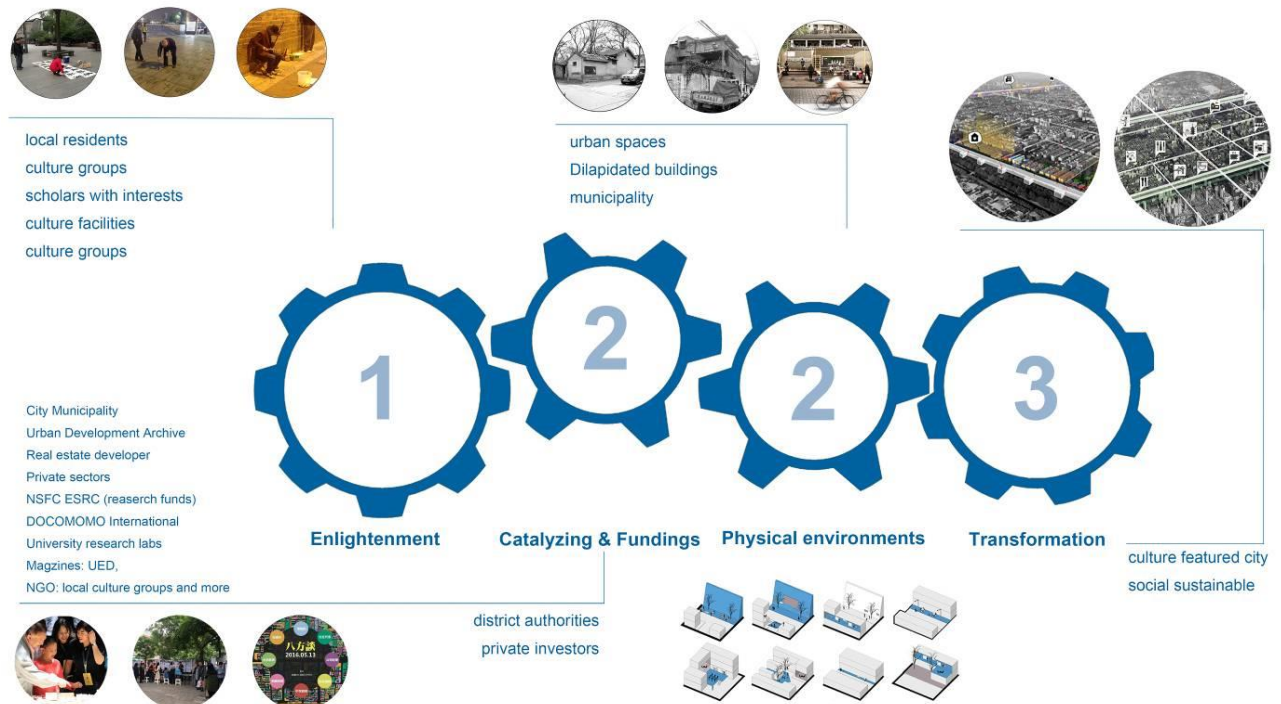 local residents
culture groups
scholars with interests
culture facilities
culture groups
urban spaces
Dilapidated buildings
municipality
1
2
2
3
City Municipality
Urban Development Archive
Real estate developer
Private sectors
NSFC ESRC (reaserch funds)
DOCOMOMO International
University research labs
Magzines: UED,
NGO: local culture groups and more
Enlightenment
Catalyzing & Fundings
Physical environments
Transformation
culture featured city
social sustainable
district authorities
private investors
八方談
2016.05.13